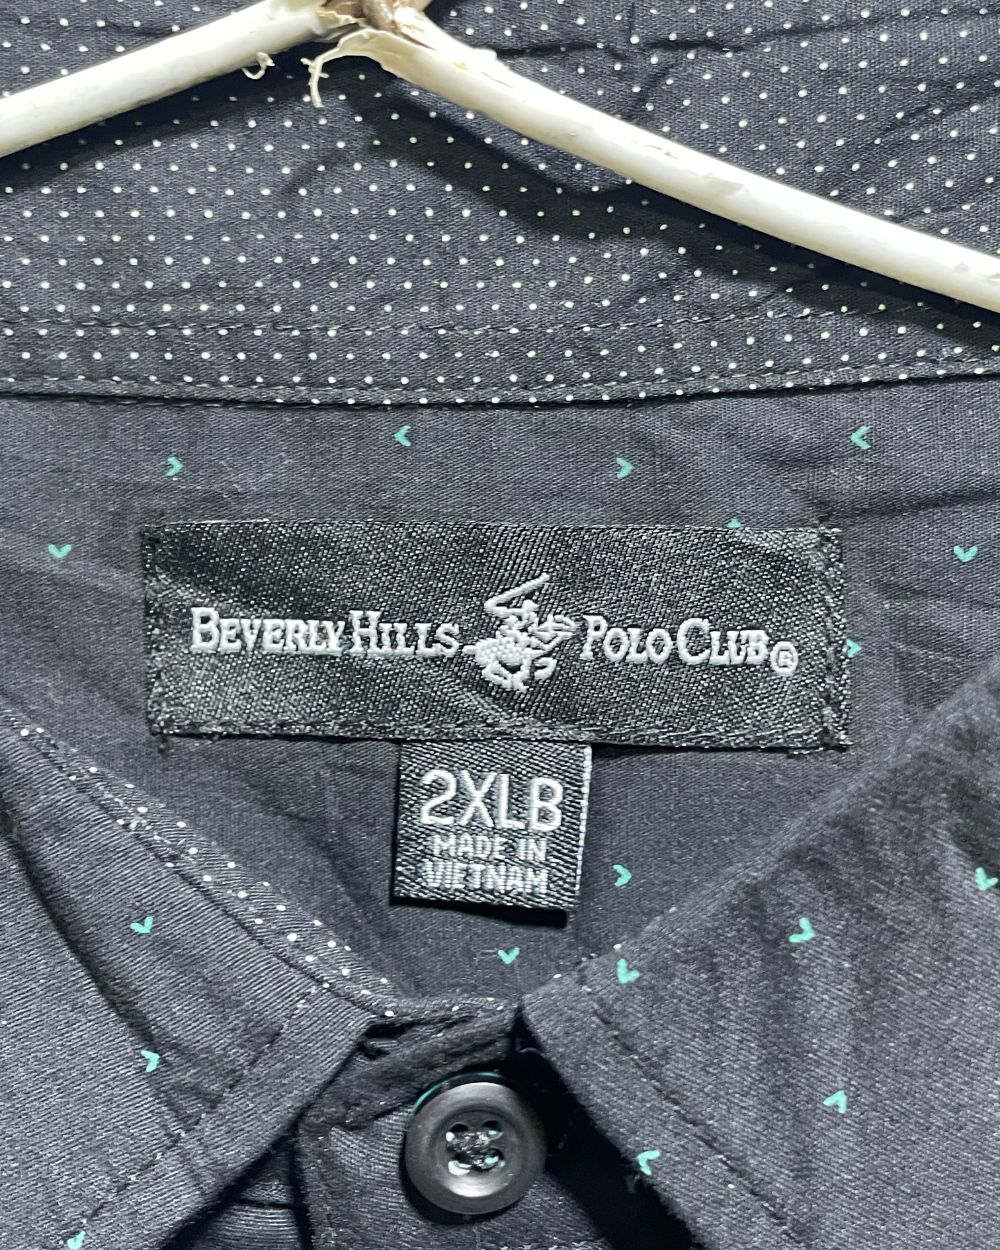 BEVERLY HILLS POLO CLUB®
2XLB
MADE IN
VIETNAM